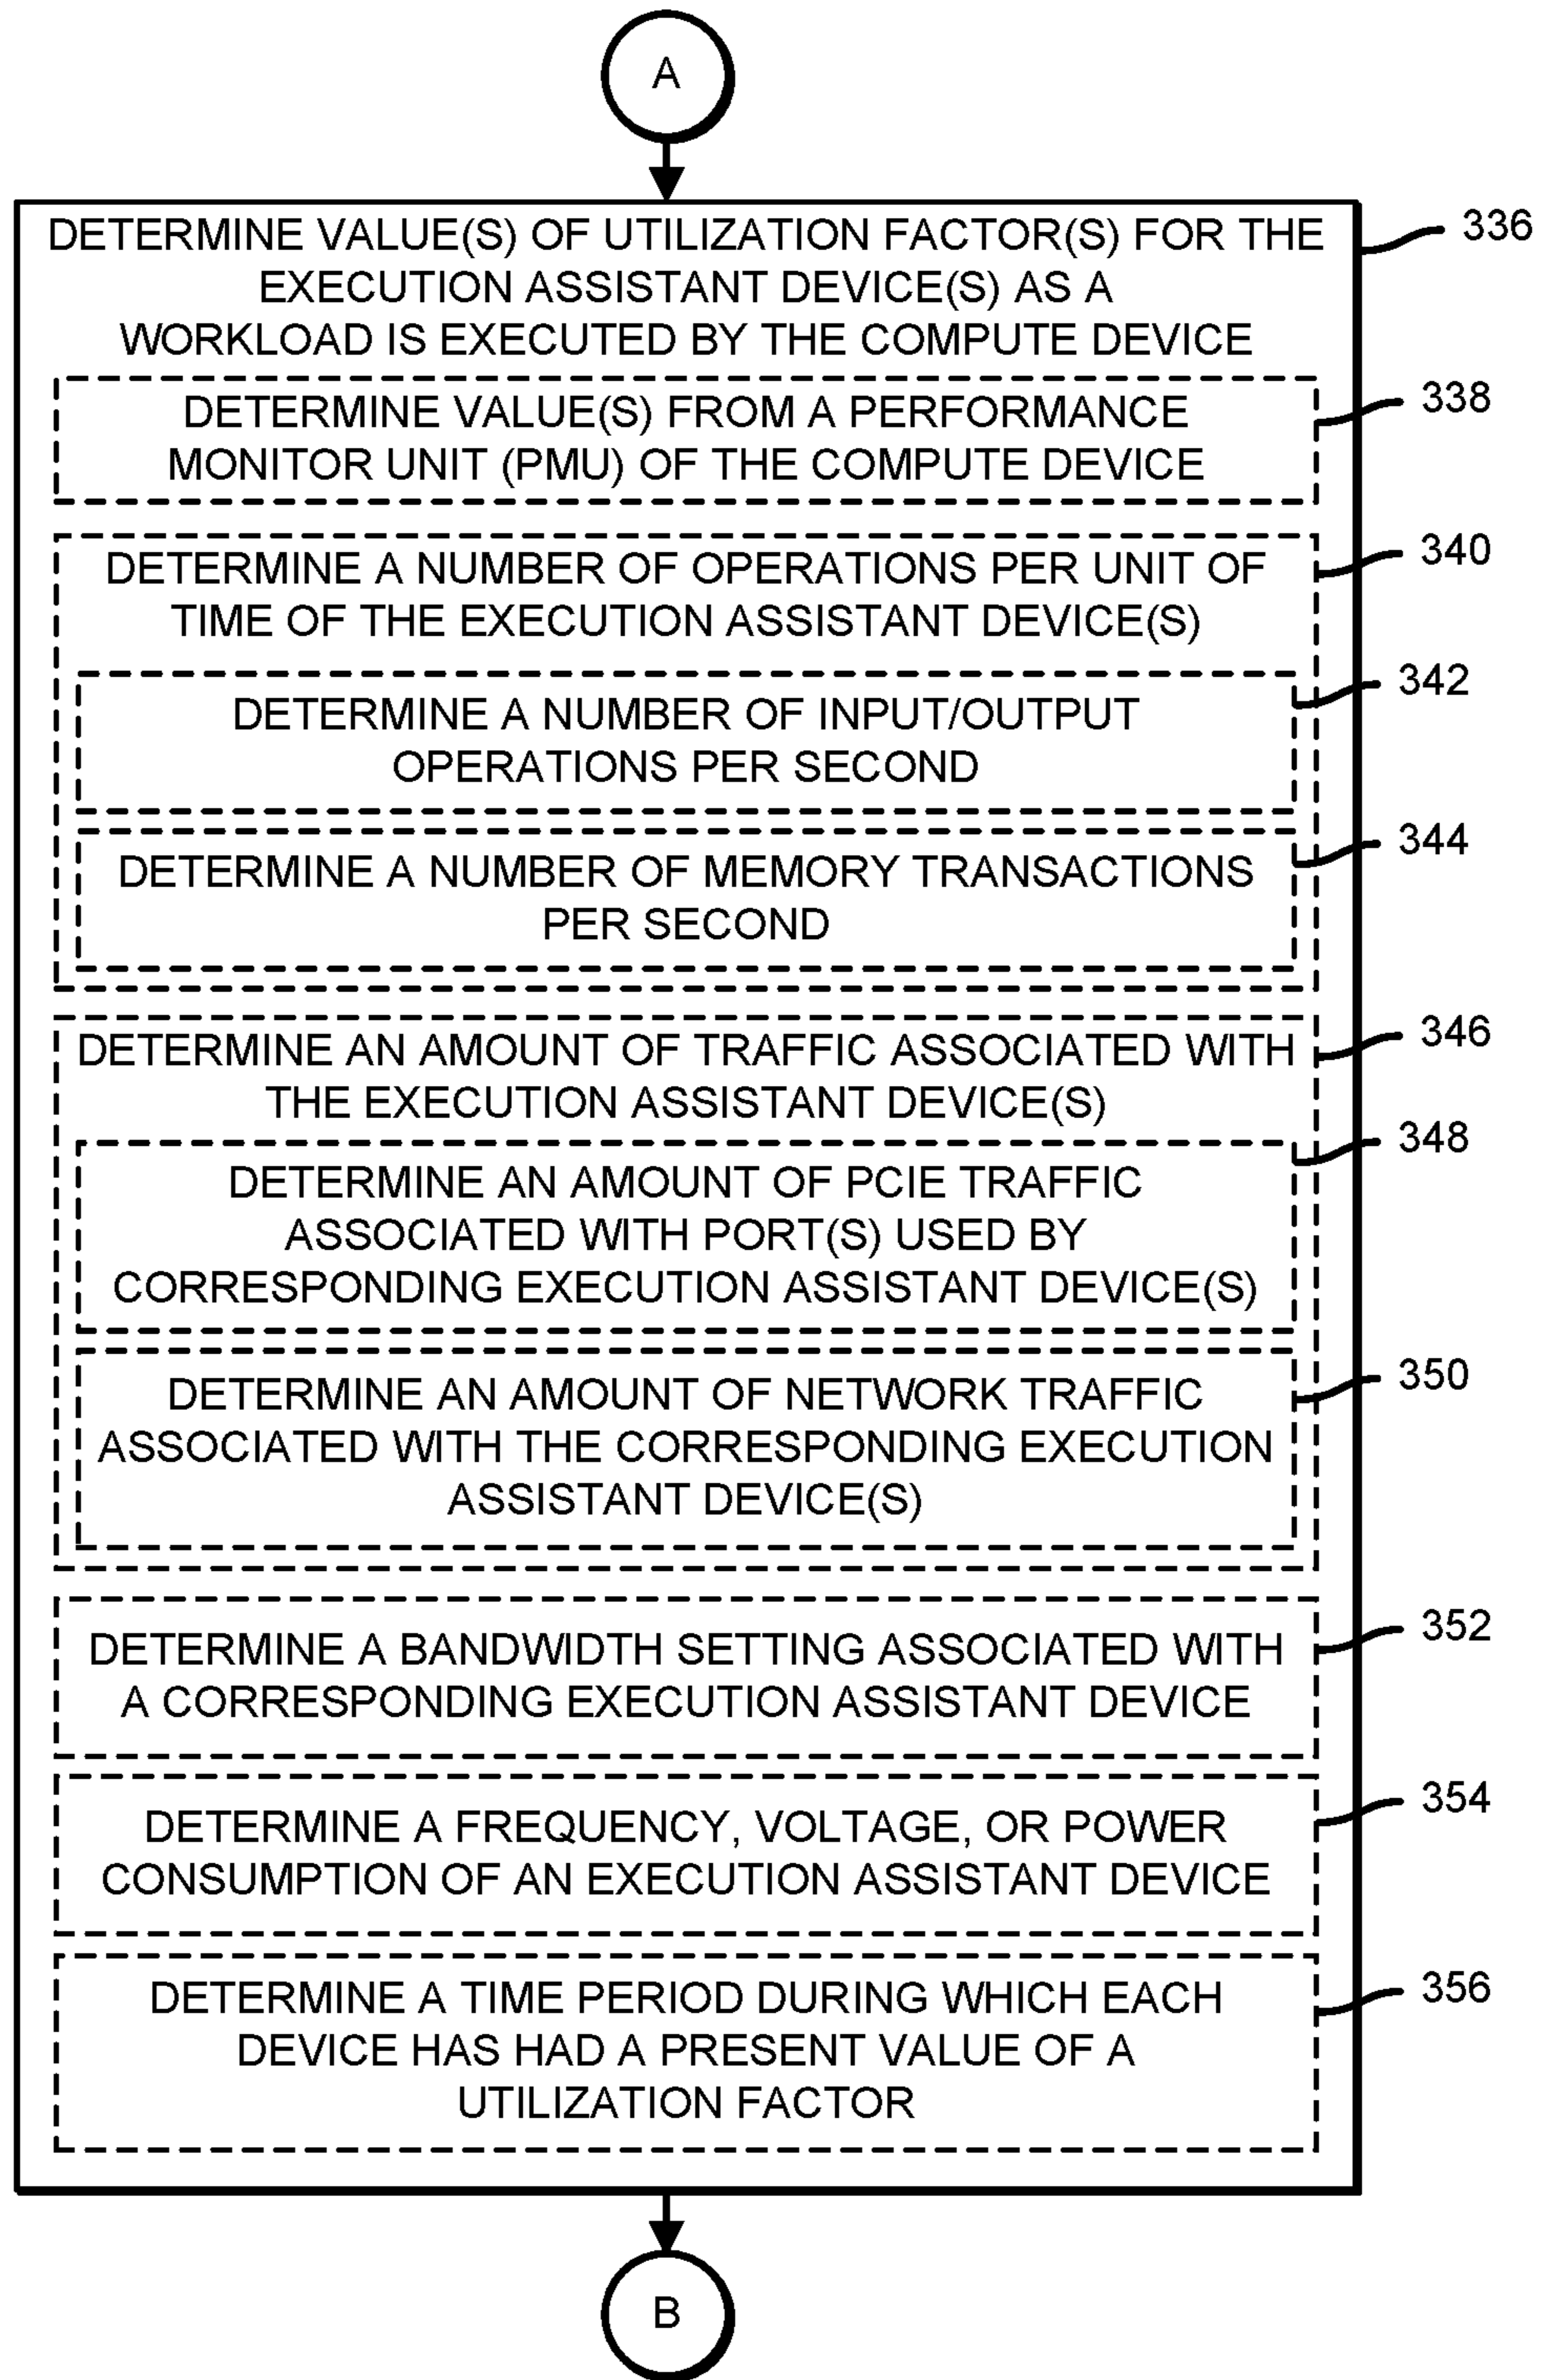 A
DETERMINE VALUE(S) OF UTILIZATION FACTOR(S) FOR THE
EXECUTION ASSISTANT DEVICE(S) AS A
WORKLOAD IS EXECUTED BY THE COMPUTE DEVICE
336
DETERMINE VALUE(S) FROM A PERFORMANCE
MONITOR UNIT (PMU) OF THE COMPUTE DEVICE
338
DETERMINE A NUMBER OF OPERATIONS PER UNIT OF
TIME OF THE EXECUTION ASSISTANT DEVICE(S)
340
DETERMINE A NUMBER OF INPUT/OUTPUT
OPERATIONS PER SECOND
342
DETERMINE A NUMBER OF MEMORY TRANSACTIONS
PER SECOND
344
DETERMINE AN AMOUNT OF TRAFFIC ASSOCIATED WITH
THE EXECUTION ASSISTANT DEVICE(S)
346
DETERMINE AN AMOUNT OF PCIE TRAFFIC
ASSOCIATED WITH PORT(S) USED BY
CORRESPONDING EXECUTION ASSISTANT DEVICE(S)
348
DETERMINE AN AMOUNT OF NETWORK TRAFFIC
ASSOCIATED WITH THE CORRESPONDING EXECUTION
ASSISTANT DEVICE(S)
350
DETERMINE A BANDWIDTH SETTING ASSOCIATED WITH
A CORRESPONDING EXECUTION ASSISTANT DEVICE
352
DETERMINE A FREQUENCY, VOLTAGE, OR POWER
CONSUMPTION OF AN EXECUTION ASSISTANT DEVICE
354
DETERMINE A TIME PERIOD DURING WHICH EACH
DEVICE HAS HAD A PRESENT VALUE OF A
UTILIZATION FACTOR
356
B